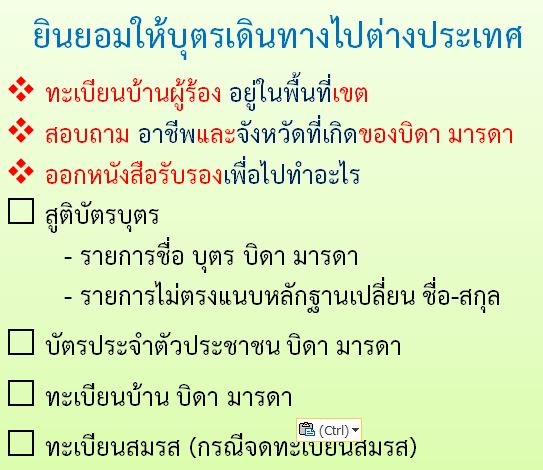 ยินยอมให้บุตรเดินทางไปต่างประเทศ
❖ ทะเบียนบ้านผู้ร้อง อยู่ในพื้นที่เขต
❖ สอบถาม อาชีพและจังหวัดที่เกิดของบิดา มารดา
❖ ออกหนังสือรับรองเพื่อไปทำอะไร
☐ สูติบัตรบุตร
- รายการชื่อ บุตร บิดา มารดา
- รายการไม่ตรงแนบหลักฐานเปลี่ยน ชื่อ-สกุล
☐ บัตรประจำตัวประชาชน บิดา มารดา
☐ ทะเบียนบ้าน บิดา มารดา
(Ctrl)
☐ ทะเบียนสมรส (กรณีจดทะเบียนสมรส)